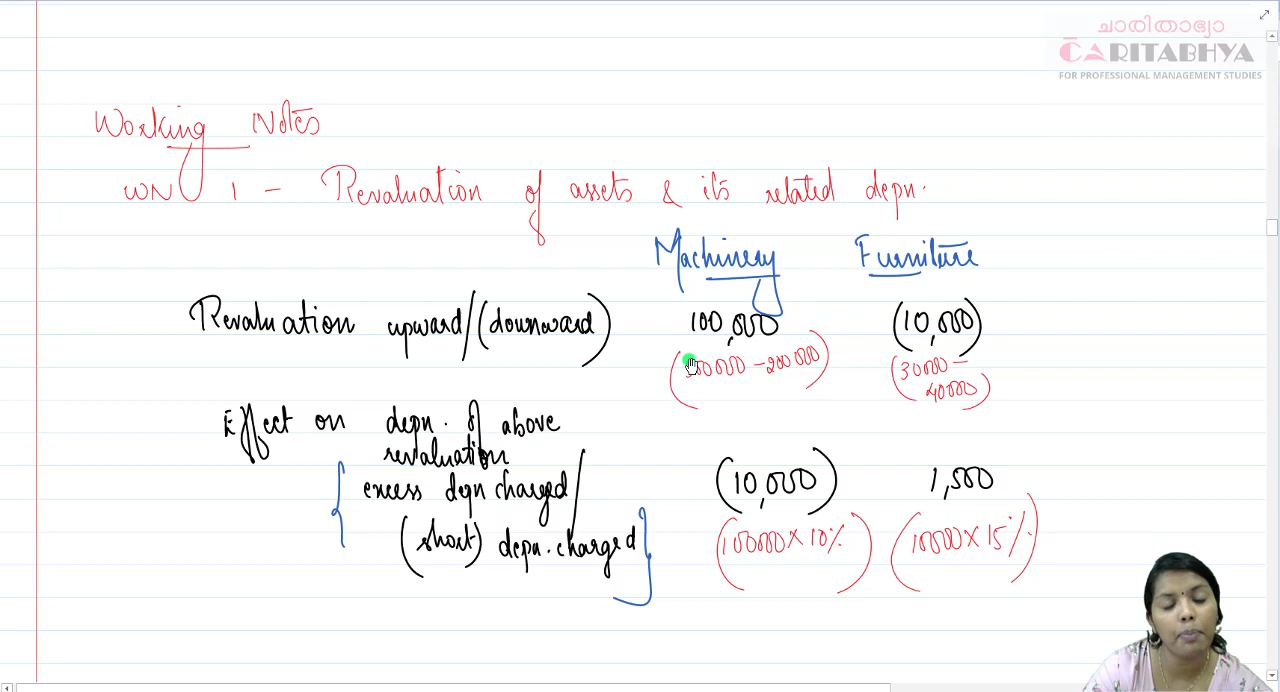 ചാരിതാഭ്യാ
CARITABHYA
FOR PROFESSIONAL MANAGEMENT STUDIES
Working Notes
WN 1 - Revaluation of assets & its related depn.
Machinery Furniture
Revaluation upward/(downward) 100,000 (10,000)
(300000 - 200000) (30000 - 40000)
Effect on depn. of above
revaluation
excess depn charged/ (10,000) 1,500
(short) depn. charged (100000 × 10%) (10000 × 15%)